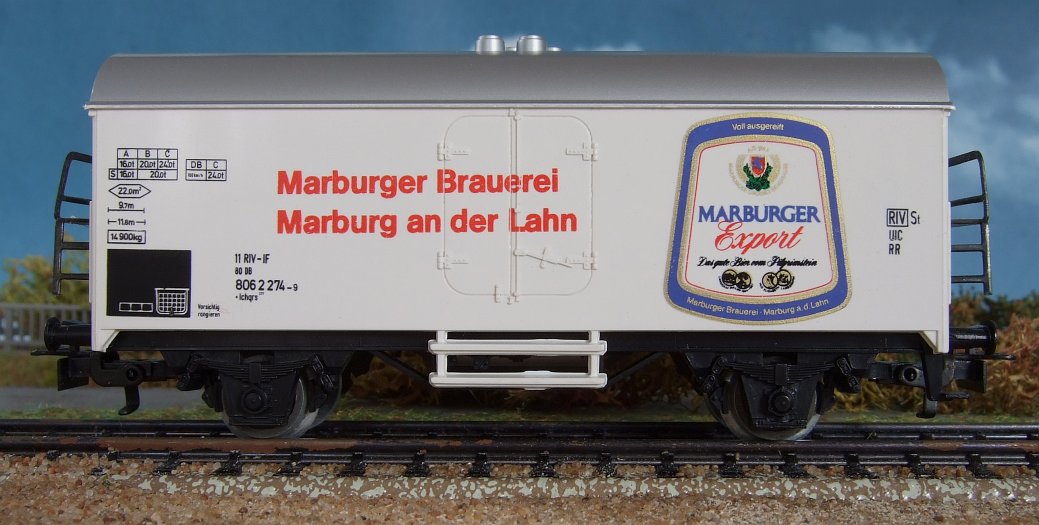 A B C
16.0t 20.0t 24.0t
S 16.0t 20.0t
DB C
100 km/h 24.0t
22,0m²
9.7m
11.6m
14 900kg
11 RIV-IF
80 DB
806 2 274-9
+ Ichqrs
Vorsichtig
rangieren
Marburger Brauerei
Marburg an der Lahn
Voll ausgereift
MARBURGER
Export
Das gute Bier vom Pilgrimstein
Marburger Brauerei · Marburg a.d. Lahn
RIV St
UIC
RR